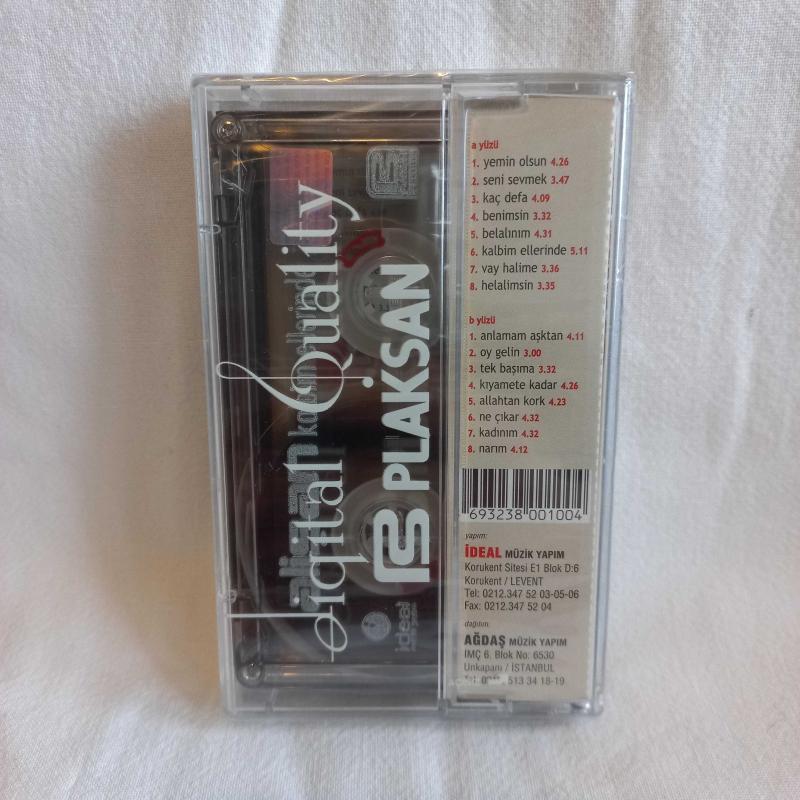 Digital Quality
PLAKSAN
alişan
kalbim ellerinde
ideal
a yüzü
1. yemin olsun 4.26
2. seni sevmek 3.47
3. kaç defa 4.09
4. benimsin 3.32
5. belalınım 4.31
6. kalbim ellerinde 5.11
7. vay halime 3.36
8. helalimsin 3.35
b yüzü
1. anlamam aşktan 4.11
2. oy gelin 3.00
3. tek başıma 3.32
4. kıyamete kadar 4.26
5. allahtan kork 4.23
6. ne çıkar 4.32
7. kadınım 4.32
8. narım 4.12
693238 001004
yapım:
İDEAL MÜZİK YAPIM
Korukent Sitesi E1 Blok D:6
Korukent / LEVENT
Tel: 0212.347 52 03-05-06
Fax: 0212.347 52 04
dağıtım:
AĞDAŞ MÜZİK YAPIM
IMÇ 6. Blok No: 6530
Unkapanı / İSTANBUL
513 34 18-19